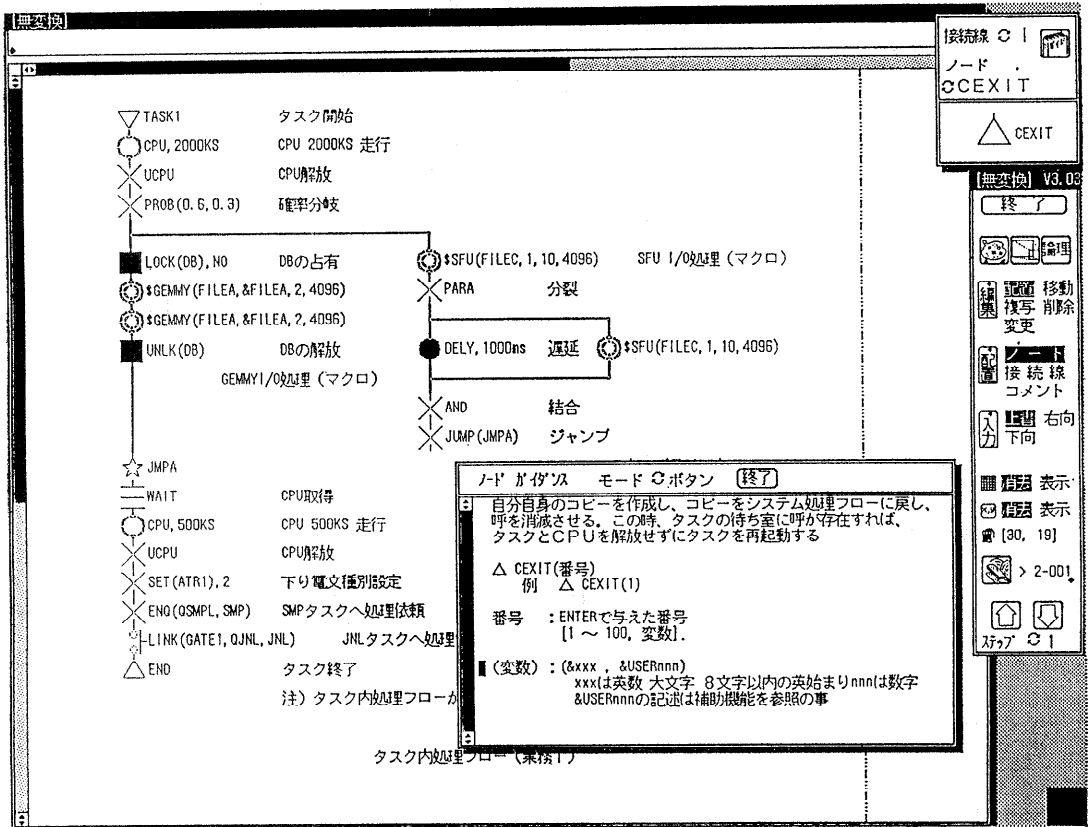 [無変換]
TASK1 タスク開始
CPU, 2000KS CPU 2000KS 走行
UCPU CPU解放
PROB(0.6,0.3) 確率分岐
LOCK(DB),NO DBの占有
$GEMMY(FILEA,&FILEA,2,4096)
$GEMMY(FILEA,&FILEA,2,4096)
UNLK(DB) DBの解放
GEMMYI/O処理(マクロ)
$SFU(FILEC,1,10,4096) SFU I/O処理(マクロ)
PARA 分裂
DELY,1000ms 遅延 $SFU(FILEC,1,10,4096)
AND 結合
JUMP(JMPA) ジャンプ
JMPA
WAIT CPU取得
CPU,500KS CPU 500KS 走行
UCPU CPU解放
SET(ATR1),2 下り電文種別設定
ENQ(QSMPL,SMP) SMPタスクへ処理依頼
LINK(GATE1,QJNL,JNL) JNLタスクへ処理
END タスク終了
注)タスク内処理フローか
タスク内処理フロー(業務1)
ノード ガイダンス モード ボタン 終了
自分自身のコピーを作成し、コピーをシステム処理フローに戻し、
呼を消滅させる。この時、タスクの待ち室に呼が存在すれば、
タスクとCPUを解放せずにタスクを再起動する
△ CEXIT(番号)
例 △ CEXIT(1)
番号 :ENTERで与えた番号
[1 ~ 100, 変数].
(変数):(&xxx , &USERnnn)
xxxは英数 大文字 8文字以内の英始まりnnnは数字
&USERnnnの記述は補助機能を参照の事
接続線 1
ノード
CEXIT
CEXIT
[無変換] V3.03
終了
論理
編集 配置 移動
複写 削除
変更
配置 ノード
接続線
コメント
入力 上書 右向
下向
消去 表示
消去 表示
[30, 19]
> 2-001
ステップ 1